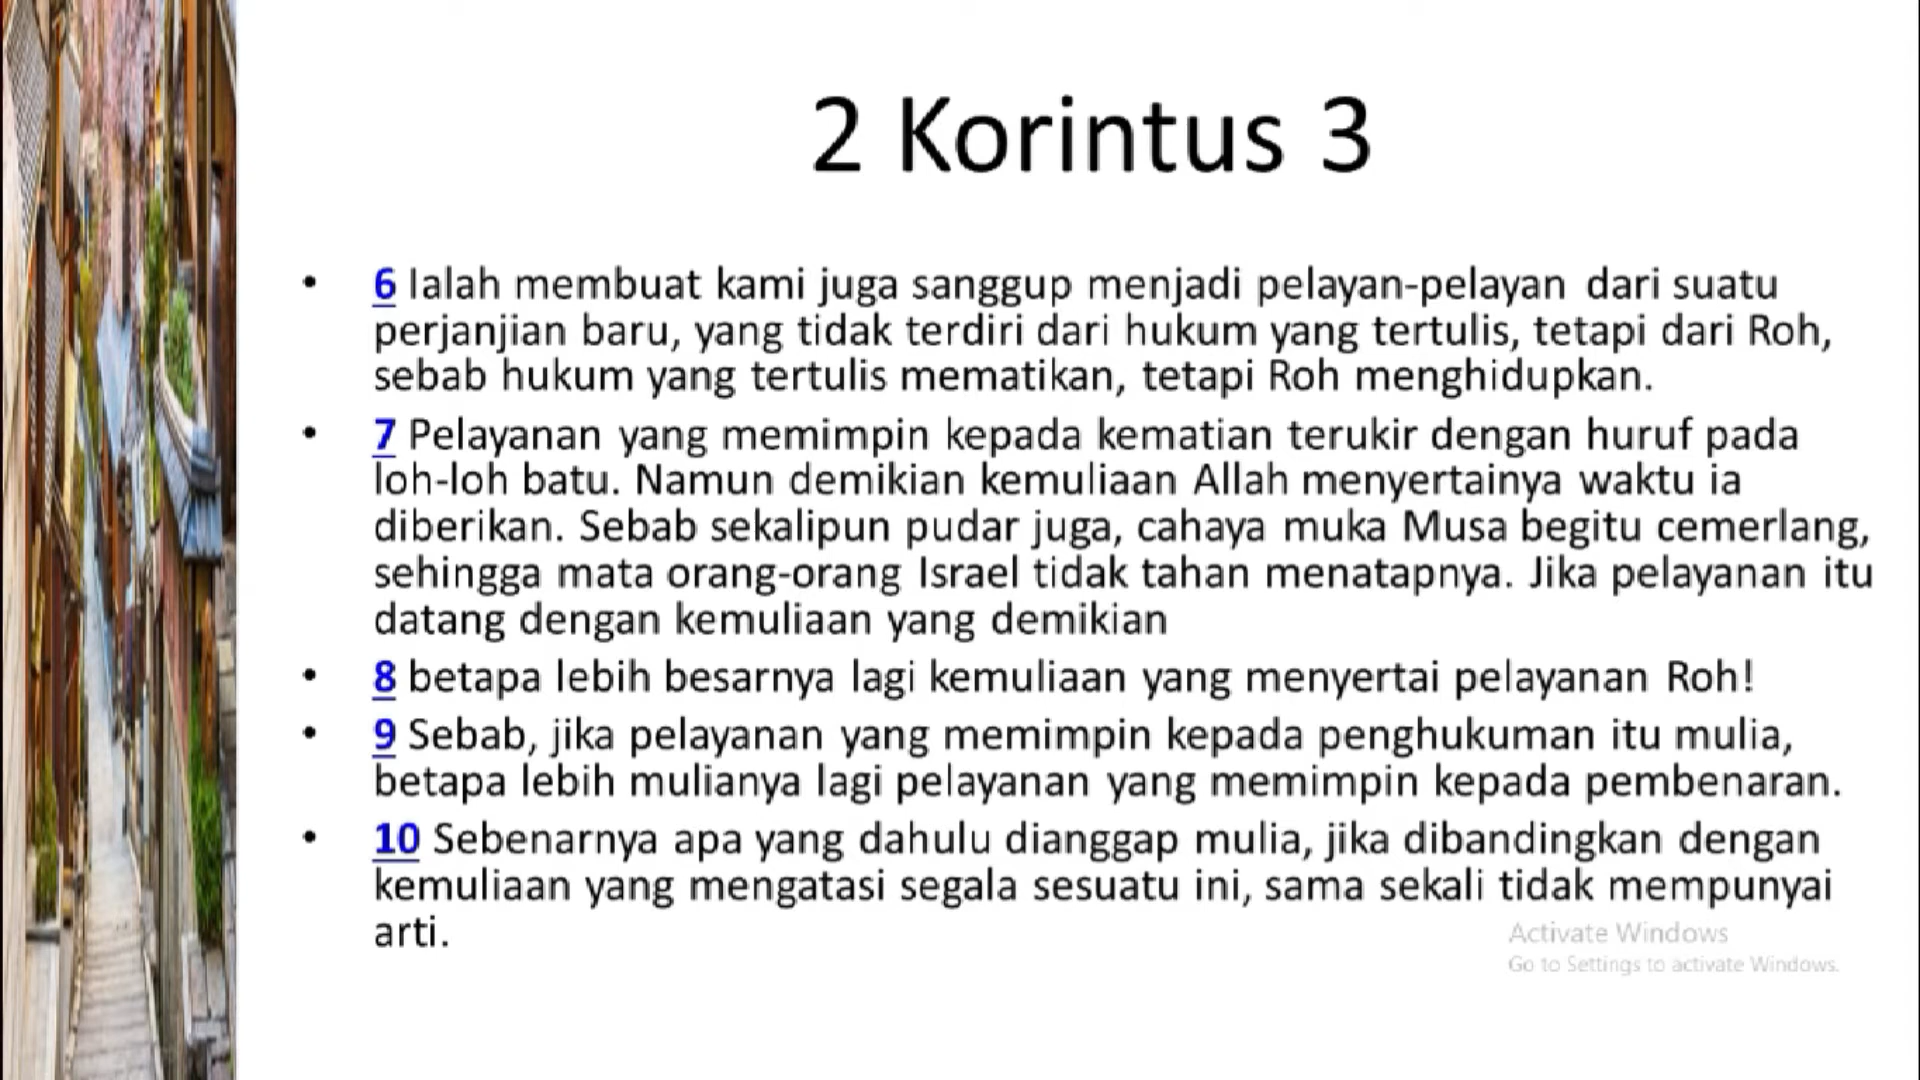 2 Korintus 3
• 6 Ialah membuat kami juga sanggup menjadi pelayan-pelayan dari suatu
perjanjian baru, yang tidak terdiri dari hukum yang tertulis, tetapi dari Roh,
sebab hukum yang tertulis mematikan, tetapi Roh menghidupkan.
• 7 Pelayanan yang memimpin kepada kematian terukir dengan huruf pada
loh-loh batu. Namun demikian kemuliaan Allah menyertainya waktu ia
diberikan. Sebab sekalipun pudar juga, cahaya muka Musa begitu cemerlang,
sehingga mata orang-orang Israel tidak tahan menatapnya. Jika pelayanan itu
datang dengan kemuliaan yang demikian
• 8 betapa lebih besarnya lagi kemuliaan yang menyertai pelayanan Roh!
• 9 Sebab, jika pelayanan yang memimpin kepada penghukuman itu mulia,
betapa lebih mulianya lagi pelayanan yang memimpin kepada pembenaran.
• 10 Sebenarnya apa yang dahulu dianggap mulia, jika dibandingkan dengan
kemuliaan yang mengatasi segala sesuatu ini, sama sekali tidak mempunyai
arti.
Activate Windows
Go to Settings to activate Windows.